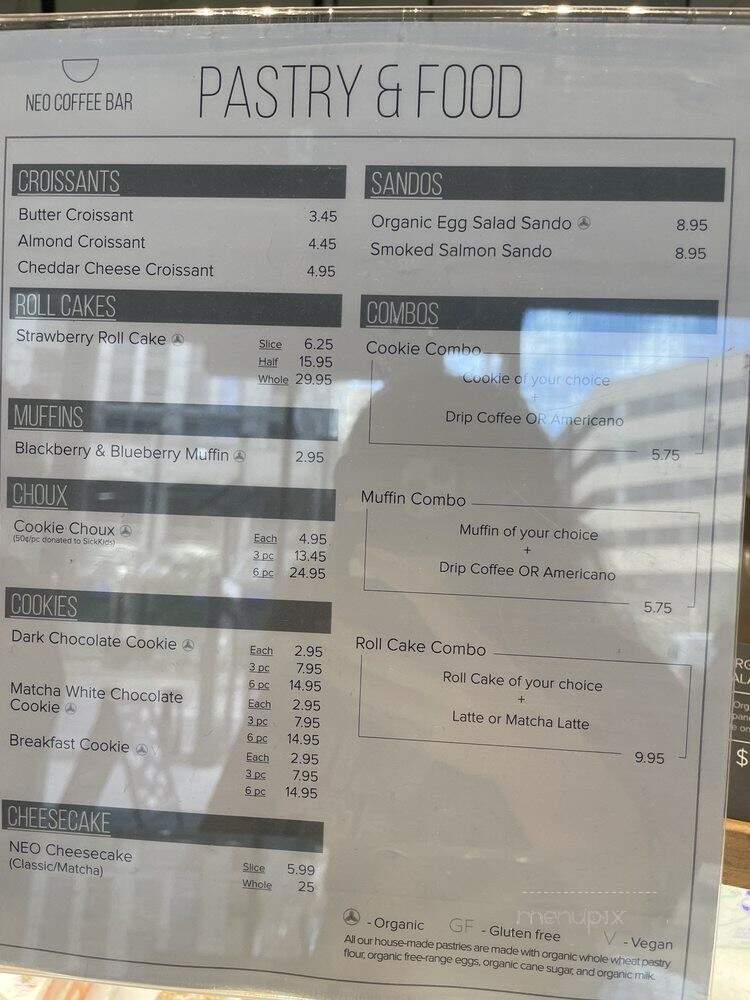 NEO COFFEE BAR
PASTRY & FOOD
CROISSANTS
Butter Croissant 3.45
Almond Croissant 4.45
Cheddar Cheese Croissant 4.95
ROLL CAKES
Strawberry Roll Cake Slice 6.25
Half 15.95
Whole 29.95
MUFFINS
Blackberry & Blueberry Muffin 2.95
CHOUX
Cookie Choux Each 4.95
(50¢/pc donated to SickKids)
3 pc 13.45
6 pc 24.95
COOKIES
Dark Chocolate Cookie Each 2.95
3 pc 7.95
6 pc 14.95
Matcha White Chocolate
Cookie Each 2.95
3 pc 7.95
6 pc 14.95
Breakfast Cookie Each 2.95
3 pc 7.95
6 pc 14.95
CHEESECAKE
NEO Cheesecake
(Classic/Matcha) Slice 5.99
Whole 25
SANDOS
Organic Egg Salad Sando 8.95
Smoked Salmon Sando 8.95
COMBOS
Cookie Combo
Cookie of your choice
+
Drip Coffee OR Americano
5.75
Muffin Combo
Muffin of your choice
+
Drip Coffee OR Americano
5.75
Roll Cake Combo
Roll Cake of your choice
+
Latte or Matcha Latte
9.95
- Organic GF - Gluten free V - Vegan
All our house-made pastries are made with organic whole wheat pastry
flour, organic free-range eggs, organic cane sugar, and organic milk.
menupix
$